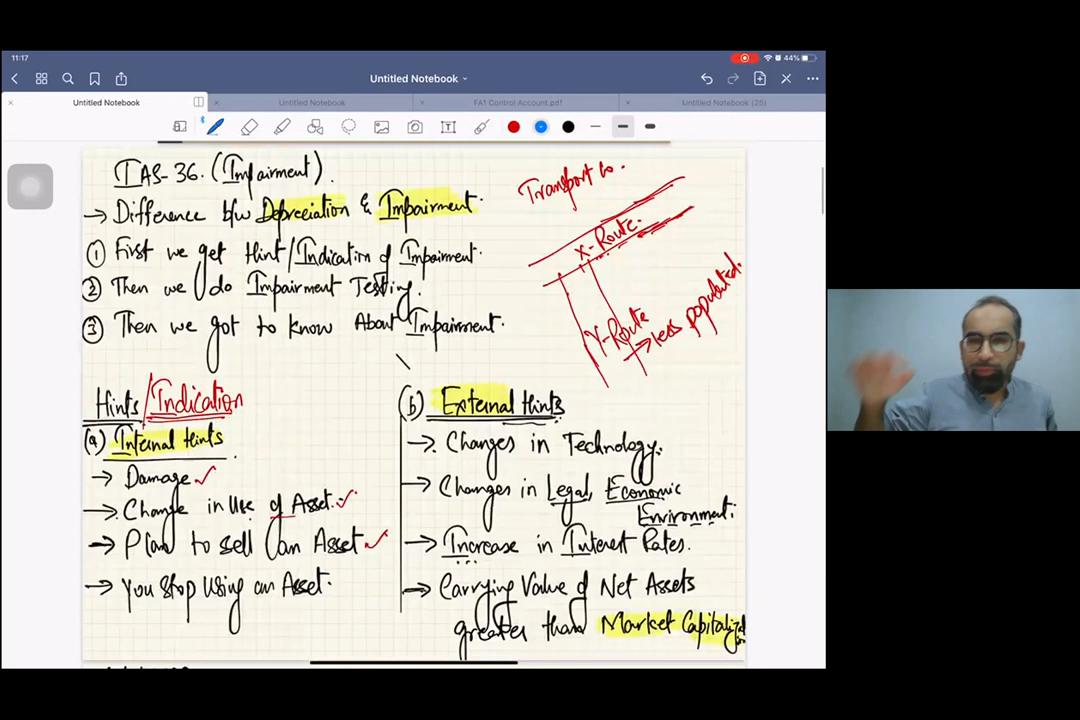 11:17
44%
Untitled Notebook
Untitled Notebook
Untitled Notebook
FA1 Control Account.pdf
Untitled Notebook (25)
IAS-36. (Impairment).
→ Difference b/w Depreciation & Impairment.
① First we get Hint/Indication of Impairment.
② Then we do Impairment Testing.
③ Then we got to know About Impairment.
Transport Co.
X-Route.
Y-Route
→ less populated.
Hints/Indication
(a) Internal Hints
→ Damage ✓
→ Change in Use of Asset. ✓
→ Plan to sell an Asset ✓
→ You stop Using an Asset.
(b) External Hints
→ Changes in Technology.
→ Changes in Legal, Economic
Environment.
→ Increase in Interest Rates.
→ Carrying Value of Net Assets
greater than Market Capitalization